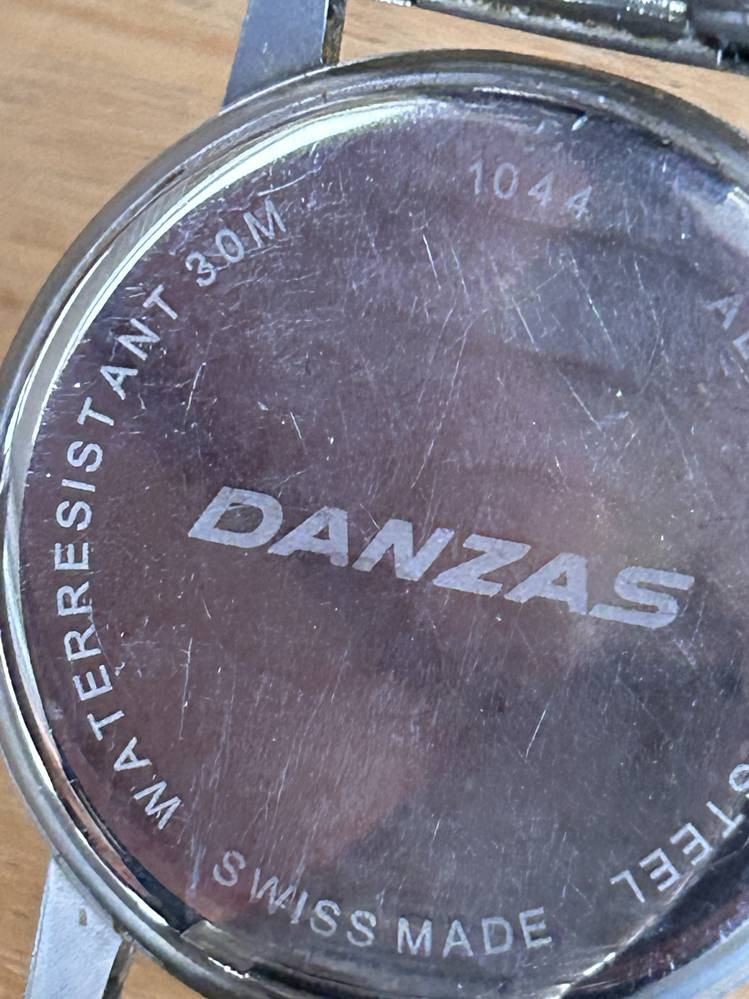 1044
WATERRESISTANT 30M
DANZAS
SWISS MADE
STEEL